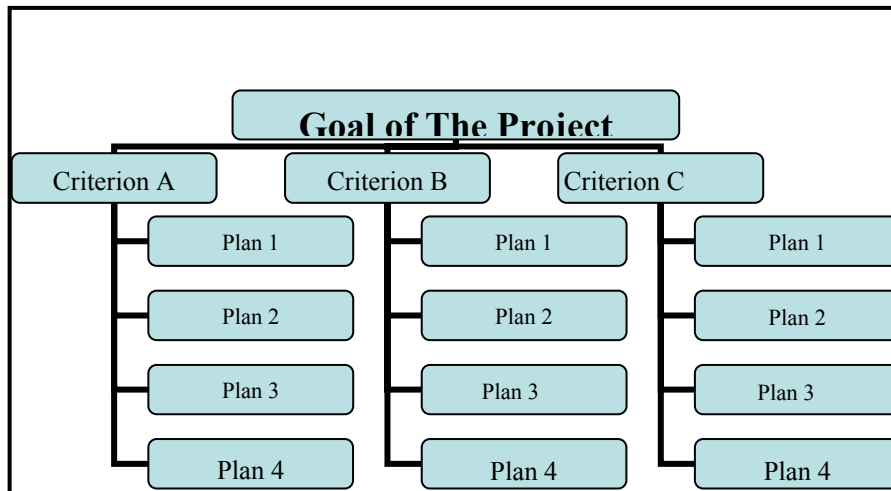 Goal of The Project
Criterion A
Criterion B
Criterion C
Plan 1
Plan 1
Plan 1
Plan 2
Plan 2
Plan 2
Plan 3
Plan 3
Plan 3
Plan 4
Plan 4
Plan 4